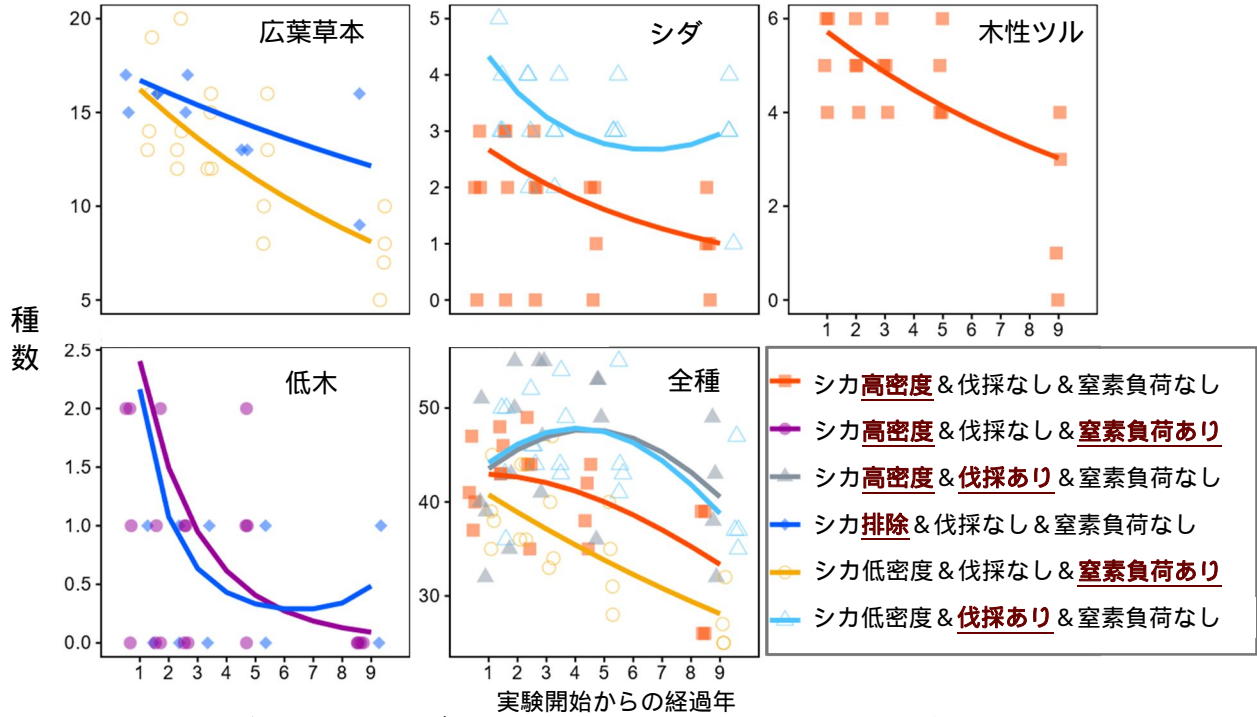 広葉草本
20
15
10
5
シダ
5
4
3
2
1
0
木性ツル
6
4
2
0
1 2 3 4 5 6 7 8 9
種数
低木
2.5
2.0
1.5
1.0
0.5
0.0
1 2 3 4 5 6 7 8 9
全種
50
40
30
1 2 3 4 5 6 7 8 9
実験開始からの経過年
シカ高密度＆伐採なし＆窒素負荷なし
シカ高密度＆伐採なし＆窒素負荷あり
シカ高密度＆伐採あり＆窒素負荷なし
シカ排除＆伐採なし＆窒素負荷なし
シカ低密度＆伐採なし＆窒素負荷あり
シカ低密度＆伐採あり＆窒素負荷なし